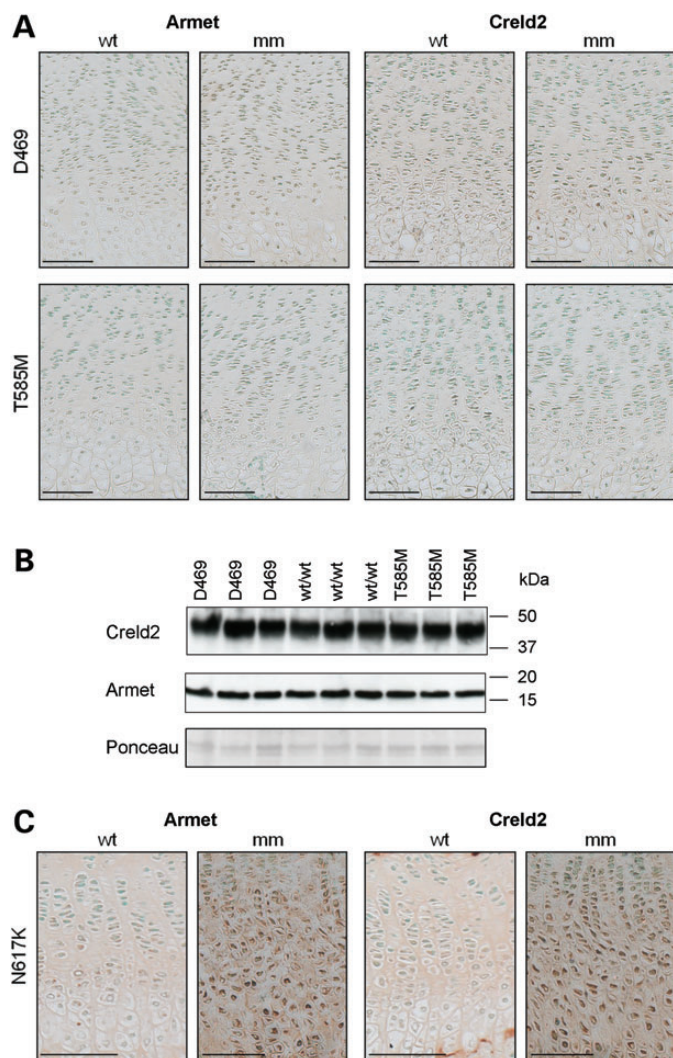 A
Armet
Creld2
wt
mm
wt
mm
D469
T585M
B
D469
D469
D469
wt/wt
wt/wt
wt/wt
T585M
T585M
T585M
kDa
Creld2
50
37
Armet
20
15
Ponceau
C
Armet
Creld2
wt
mm
wt
mm
N617K